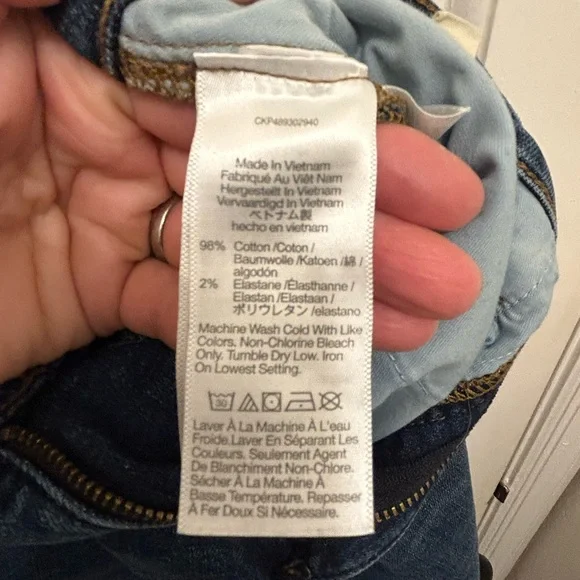 CKP489302940
Made In Vietnam
Fabriqué Au Viêt Nam
Hergestellt In Vietnam
Vervaardigd In Vietnam
ベトナム製
hecho en vietnam
98% Cotton /Coton /
Baumwolle /Katoen /綿 /
algodón
2% Elastane /Élasthanne /
Elastan /Elastaan /
ポリウレタン /elastano
Machine Wash Cold With Like
Colors. Non-Chlorine Bleach
Only. Tumble Dry Low. Iron
On Lowest Setting.
30
Laver À La Machine À L'eau
Froide.Laver En Séparant Les
Couleurs. Seulement Agent
De Blanchiment Non-Chlore.
Sécher À La Machine À
Basse Température. Repasser
À Fer Doux Si Nécessaire.